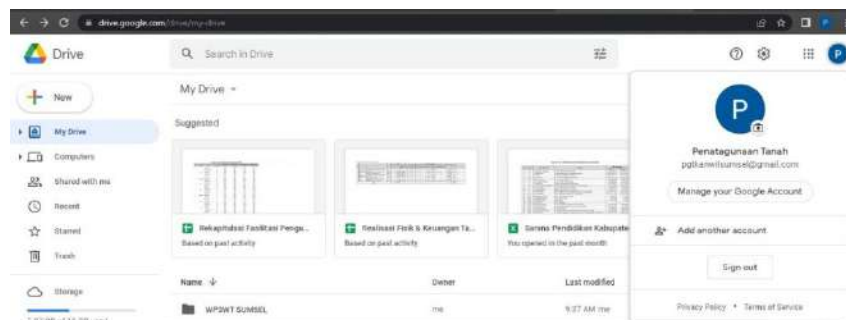 drive.google.com/drive/my-drive
Drive
Search in Drive
New
My Drive
Computers
Shared with me
Recent
Starred
Trash
Storage
My Drive
Suggested
Rekapitulasi Fasilitasi Pengu...
Based on past activity
Realisasi Fisik & Keuangan Ta...
Based on past activity
Sarana Pendidikan Kabupate
You opened in the past month
Name
Owner
Last modified
WP3WT SUMSEL
me
9:27 AM me
P
P
Penatagunaan Tanah
pgtkanwilsumsel@gmail.com
Manage your Google Account
Add another account
Sign out
Privacy Policy • Terms of Service